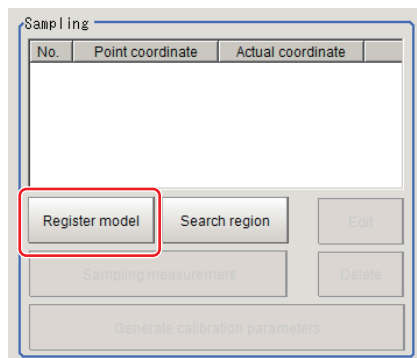 Sampling
No. Point coordinate Actual coordinate
Register model Search region Edit
Sampling measurement Delete
Generate calibration parameters